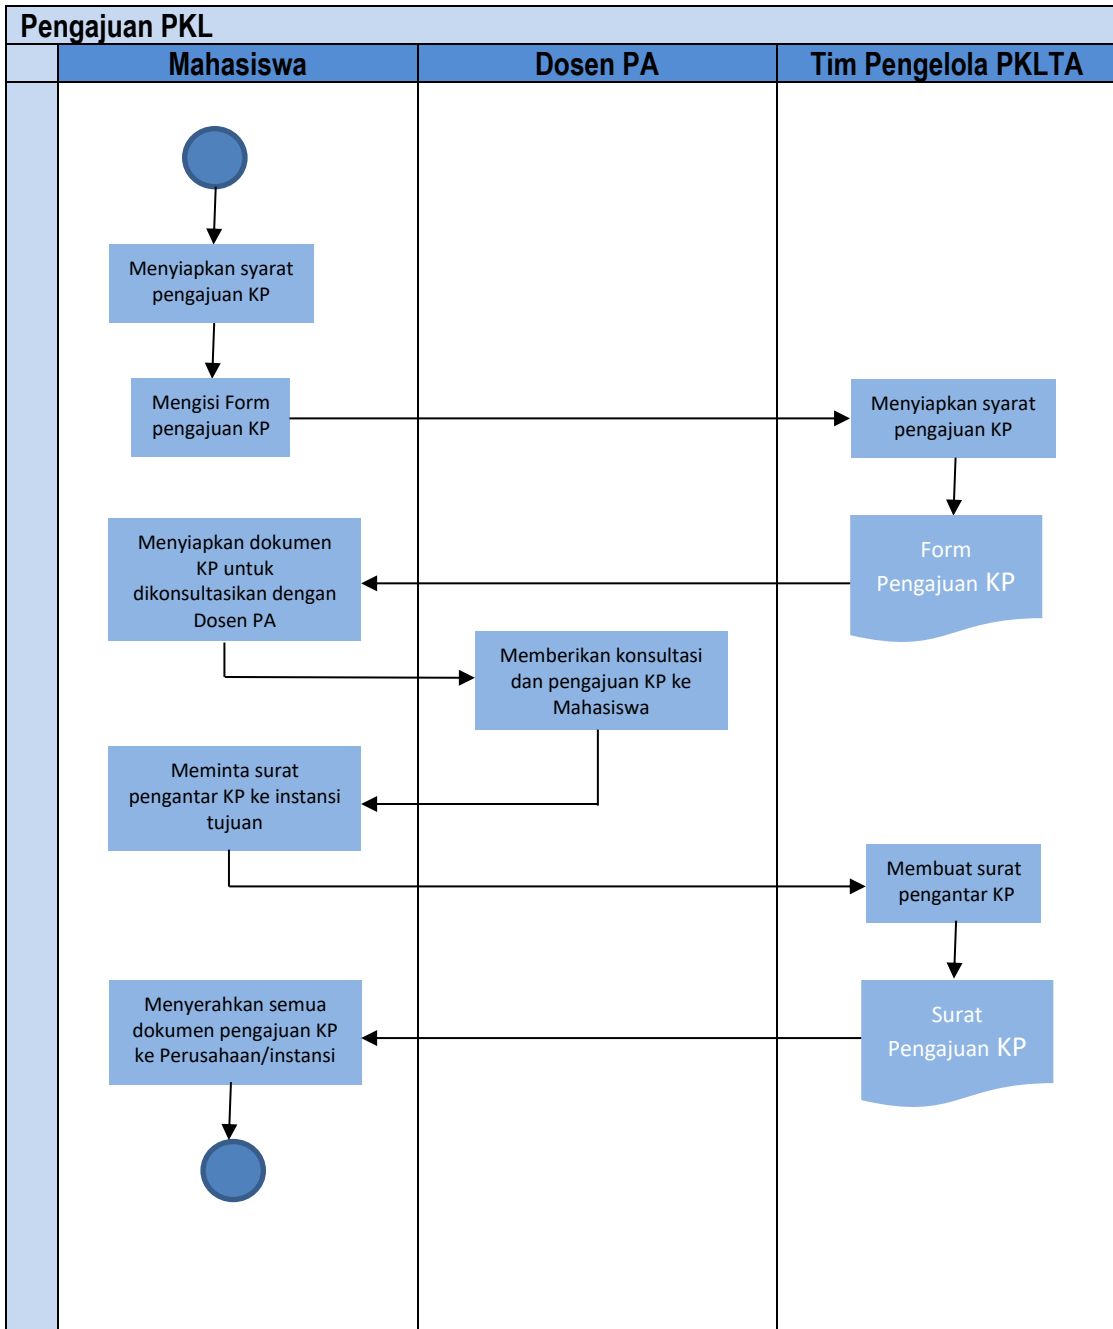 Pengajuan PKL
Mahasiswa
Dosen PA
Tim Pengelola PKLTA
Menyiapkan syarat
pengajuan KP
Mengisi Form
pengajuan KP
Menyiapkan syarat
pengajuan KP
Form
Pengajuan KP
Menyiapkan dokumen
KP untuk
dikonsultasikan dengan
Dosen PA
Memberikan konsultasi
dan pengajuan KP ke
Mahasiswa
Meminta surat
pengantar KP ke instansi
tujuan
Membuat surat
pengantar KP
Surat
Pengajuan KP
Menyerahkan semua
dokumen pengajuan KP
ke Perusahaan/instansi